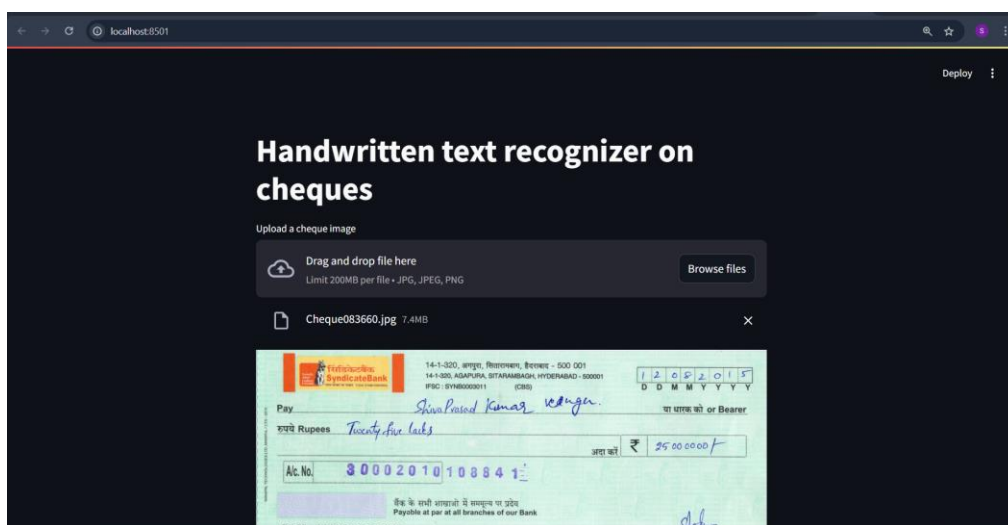 localhost:8501
Deploy
Handwritten text recognizer on
cheques
Upload a cheque image
Drag and drop file here
Limit 200MB per file • JPG, JPEG, PNG
Browse files
Cheque083660.jpg 7.4MB
सिंडिकेटबैंक
SyndicateBank
14-1-320, अगापुरा, सितारामबाग, हैदराबाद - 500 001
14-1-320, AGAPURA, SITARAMBAGH, HYDERABAD - 500001
IFSC : SYNB0003011 (CBS)
1 2 0 8 2 0 1 5
D D M M Y Y Y Y
Pay Shiva Prasad Kumar या धारक को or Bearer
रुपये Rupees Twenty five lacks
अदा करें ₹ 25000000/-
A/c. No. 30002010108841
बैंक के सभी शाखाओं में सममूल्य पर प्रदेय
Payable at par at all branches of our Bank